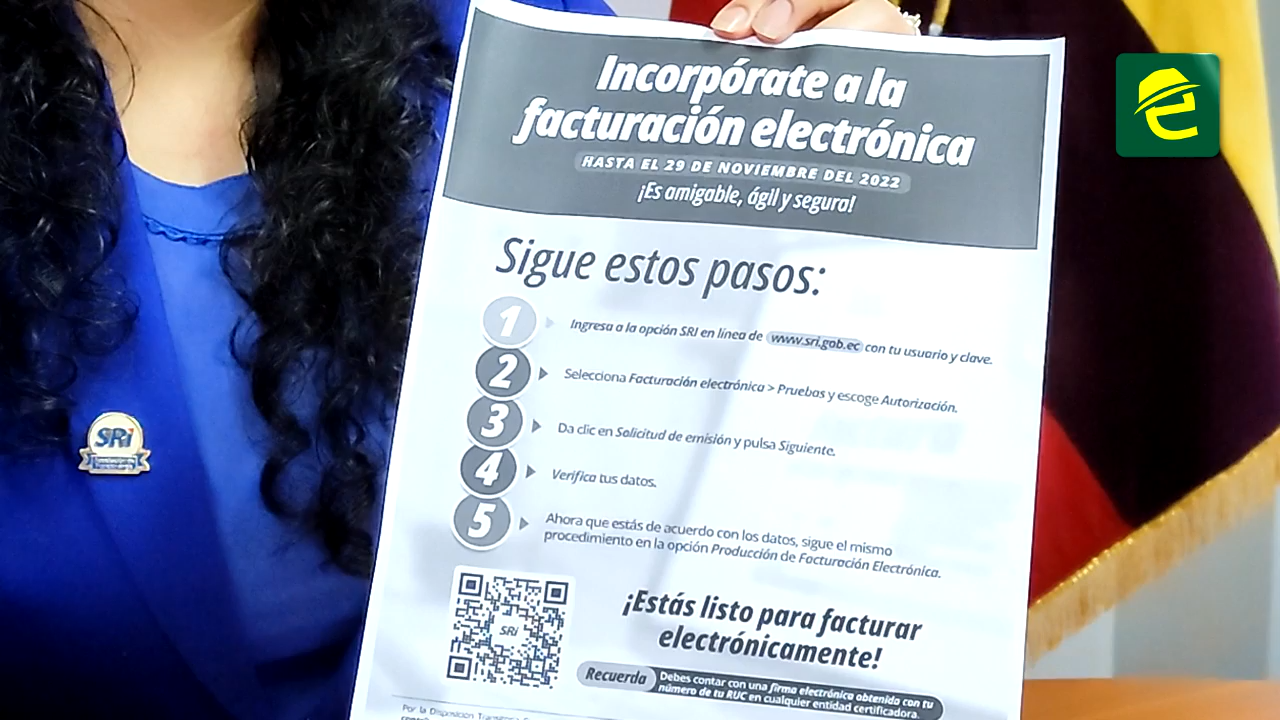 Incorpórate a la
facturación electrónica
HASTA EL 29 DE NOVIEMBRE DEL 2022
¡Es amigable, ágil y segura!
Sigue estos pasos:
1 Ingresa a la opción SRI en línea de www.sri.gob.ec con tu usuario y clave.
2 Selecciona Facturación electrónica > Pruebas y escoge Autorización.
3 Da clic en Solicitud de emisión y pulsa Siguiente.
4 Verifica tus datos.
5 Ahora que estás de acuerdo con los datos, sigue el mismo
procedimiento en la opción Producción de Facturación Electrónica.
SRi
¡Estás listo para facturar
electrónicamente!
Recuerda
Debes contar con una firma electrónica obtenida con tu
número de tu RUC en cualquier entidad certificadora.
Por la Disposición
SRi
e